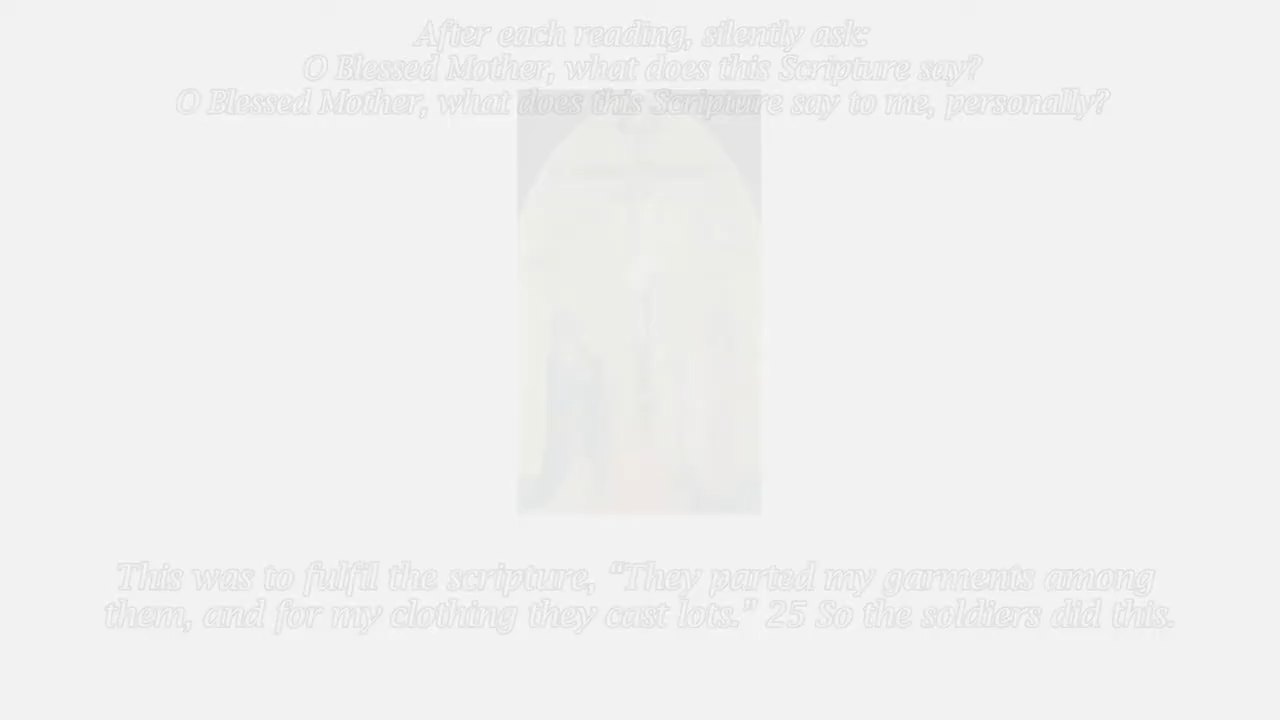 After each reading, silently ask:
O Blessed Mother, what does this Scripture say?
O Blessed Mother, what does this Scripture say to me, personally?
This was to fulfil the scripture, “They parted my garments among
them, and for my clothing they cast lots.” 25 So the soldiers did this.